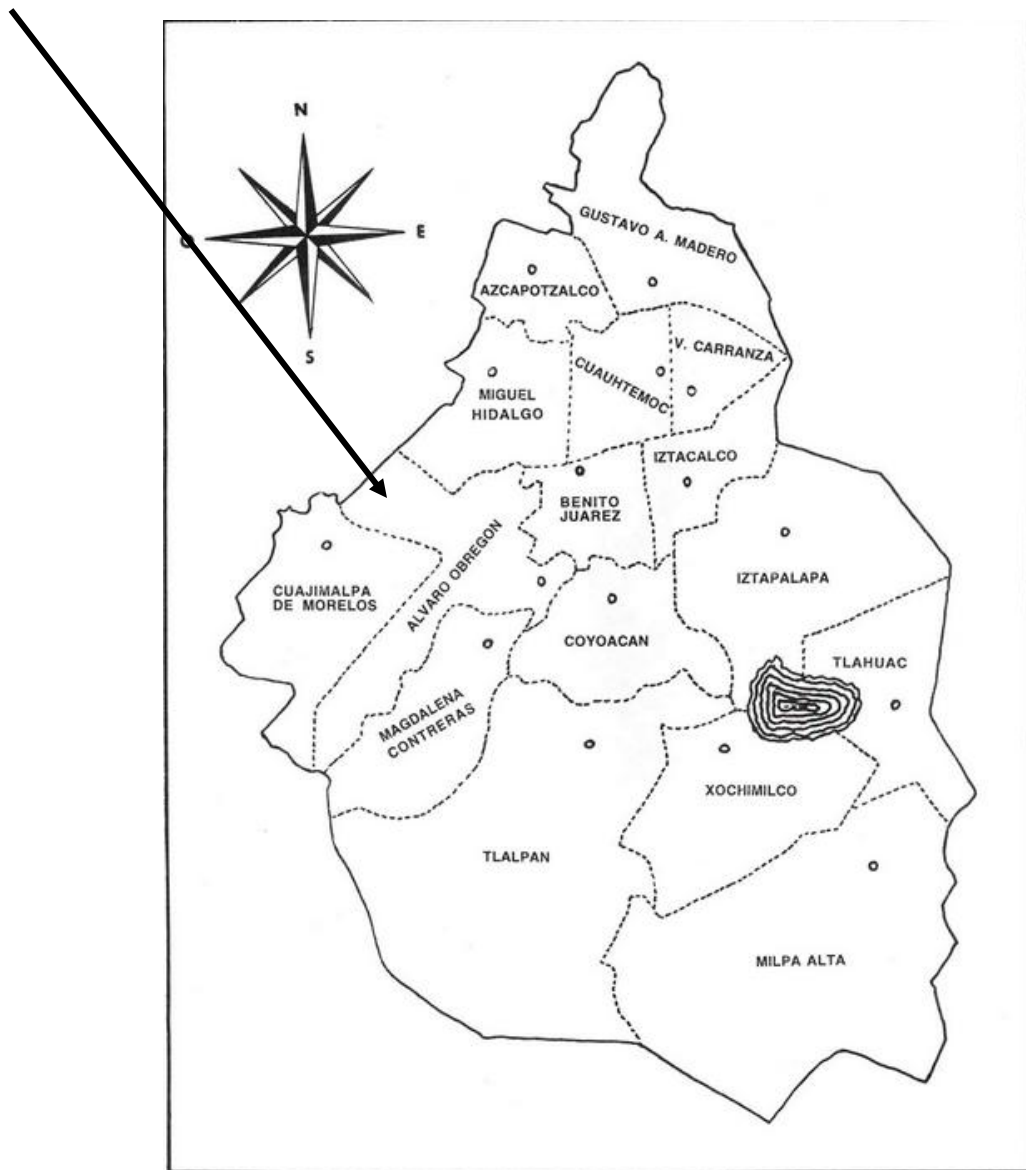 N
O
E
S
GUSTAVO A. MADERO
AZCAPOTZALCO
V. CARRANZA
CUAUHTEMOC
MIGUEL
HIDALGO
IZTACALCO
BENITO
JUAREZ
ALVARO OBREGON
CUAJIMALPA
DE MORELOS
IZTAPALAPA
COYOACAN
TLAHUAC
MAGDALENA
CONTRERAS
XOCHIMILCO
TLALPAN
MILPA ALTA